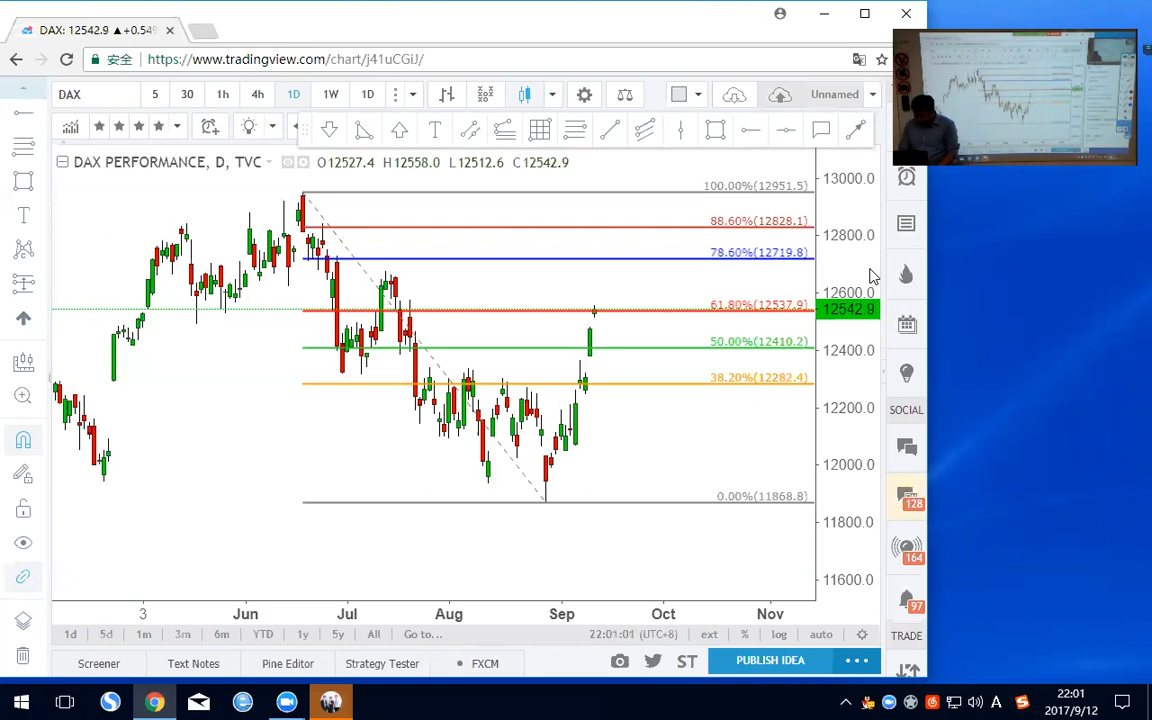 DAX: 12542.9 ▲ +0.54%
安全 https://www.tradingview.com/chart/j41uCGiJ/
DAX 5 30 1h 4h 1D 1W 1D Unnamed
DAX PERFORMANCE, D, TVC O12527.4 H12558.0 L12512.6 C12542.9
13000.0
100.00%(12951.5)
88.60%(12828.1)
12800.0
78.60%(12719.8)
12600.0
61.80%(12537.9)
12542.9
50.00%(12410.2)
12400.0
38.20%(12282.4)
12200.0
12000.0
0.00%(11868.8)
11800.0
11600.0
SOCIAL
128
164
97
TRADE
3 Jun Jul Aug Sep Oct Nov
1d 5d 1m 3m 6m YTD 1y 5y All Go to... 22:01:01 (UTC+8) ext % log auto
Screener Text Notes Pine Editor Strategy Tester FXCM ST PUBLISH IDEA
A 22:01
2017/9/12